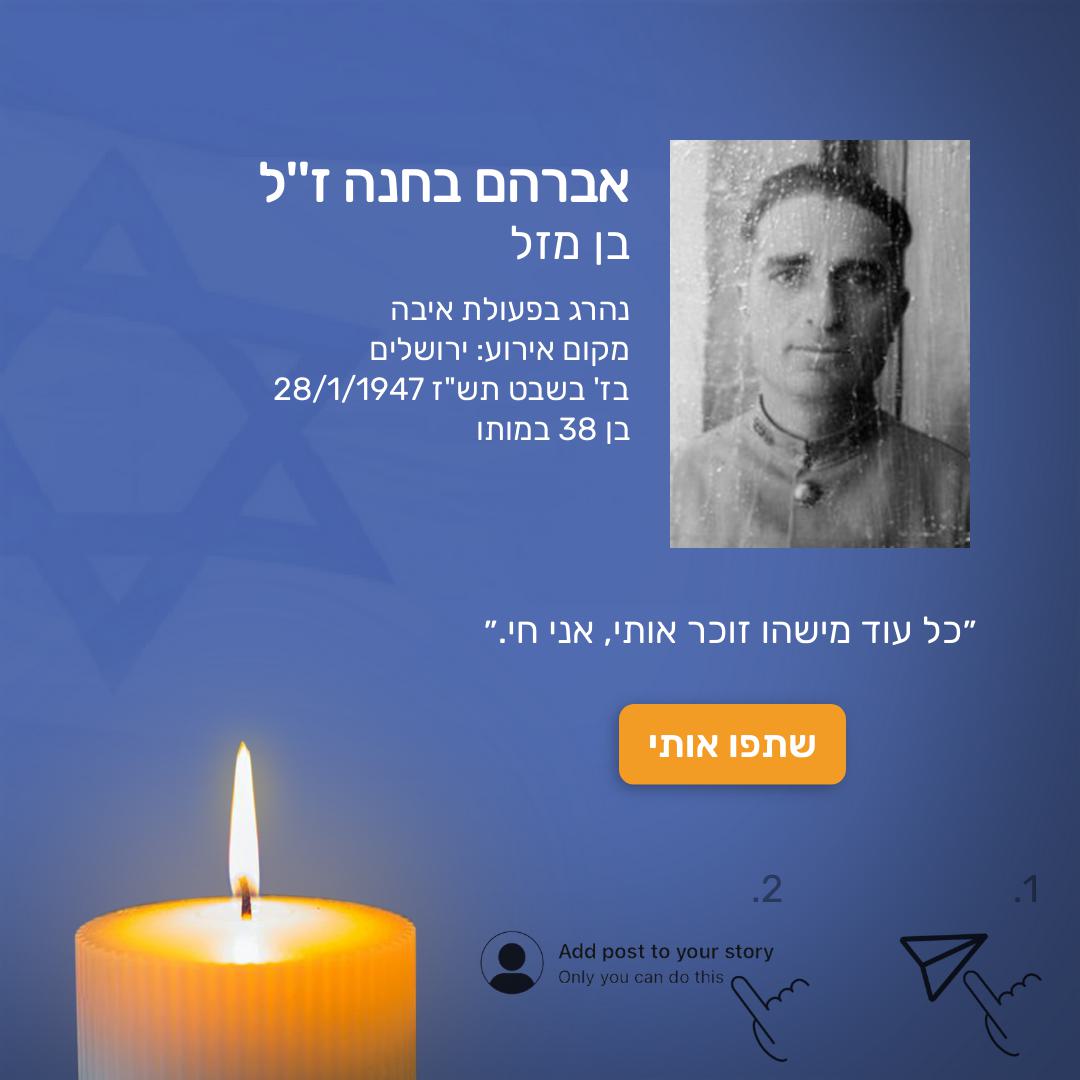 אברהם בחנה ז''ל
בן מזל
נהרג בפעולת איבה
מקום אירוע: ירושלים
בז' בשבט תש"ז 28/1/1947
בן 38 במותו
״כל עוד מישהו זוכר אותי, אני חי.״
שתפו אותי
.1
.2
Add post to your story
Only you can do this